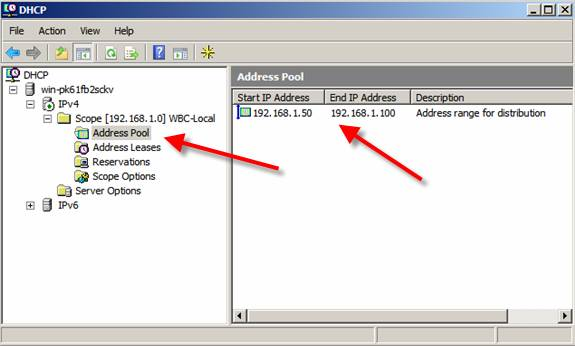 DHCP
File Action View Help
DHCP
win-pk61fb2sckv
IPv4
Scope [192.168.1.0] WBC-Local
Address Pool
Address Leases
Reservations
Scope Options
Server Options
IPv6
Address Pool
Start IP Address End IP Address Description
192.168.1.50 192.168.1.100 Address range for distribution